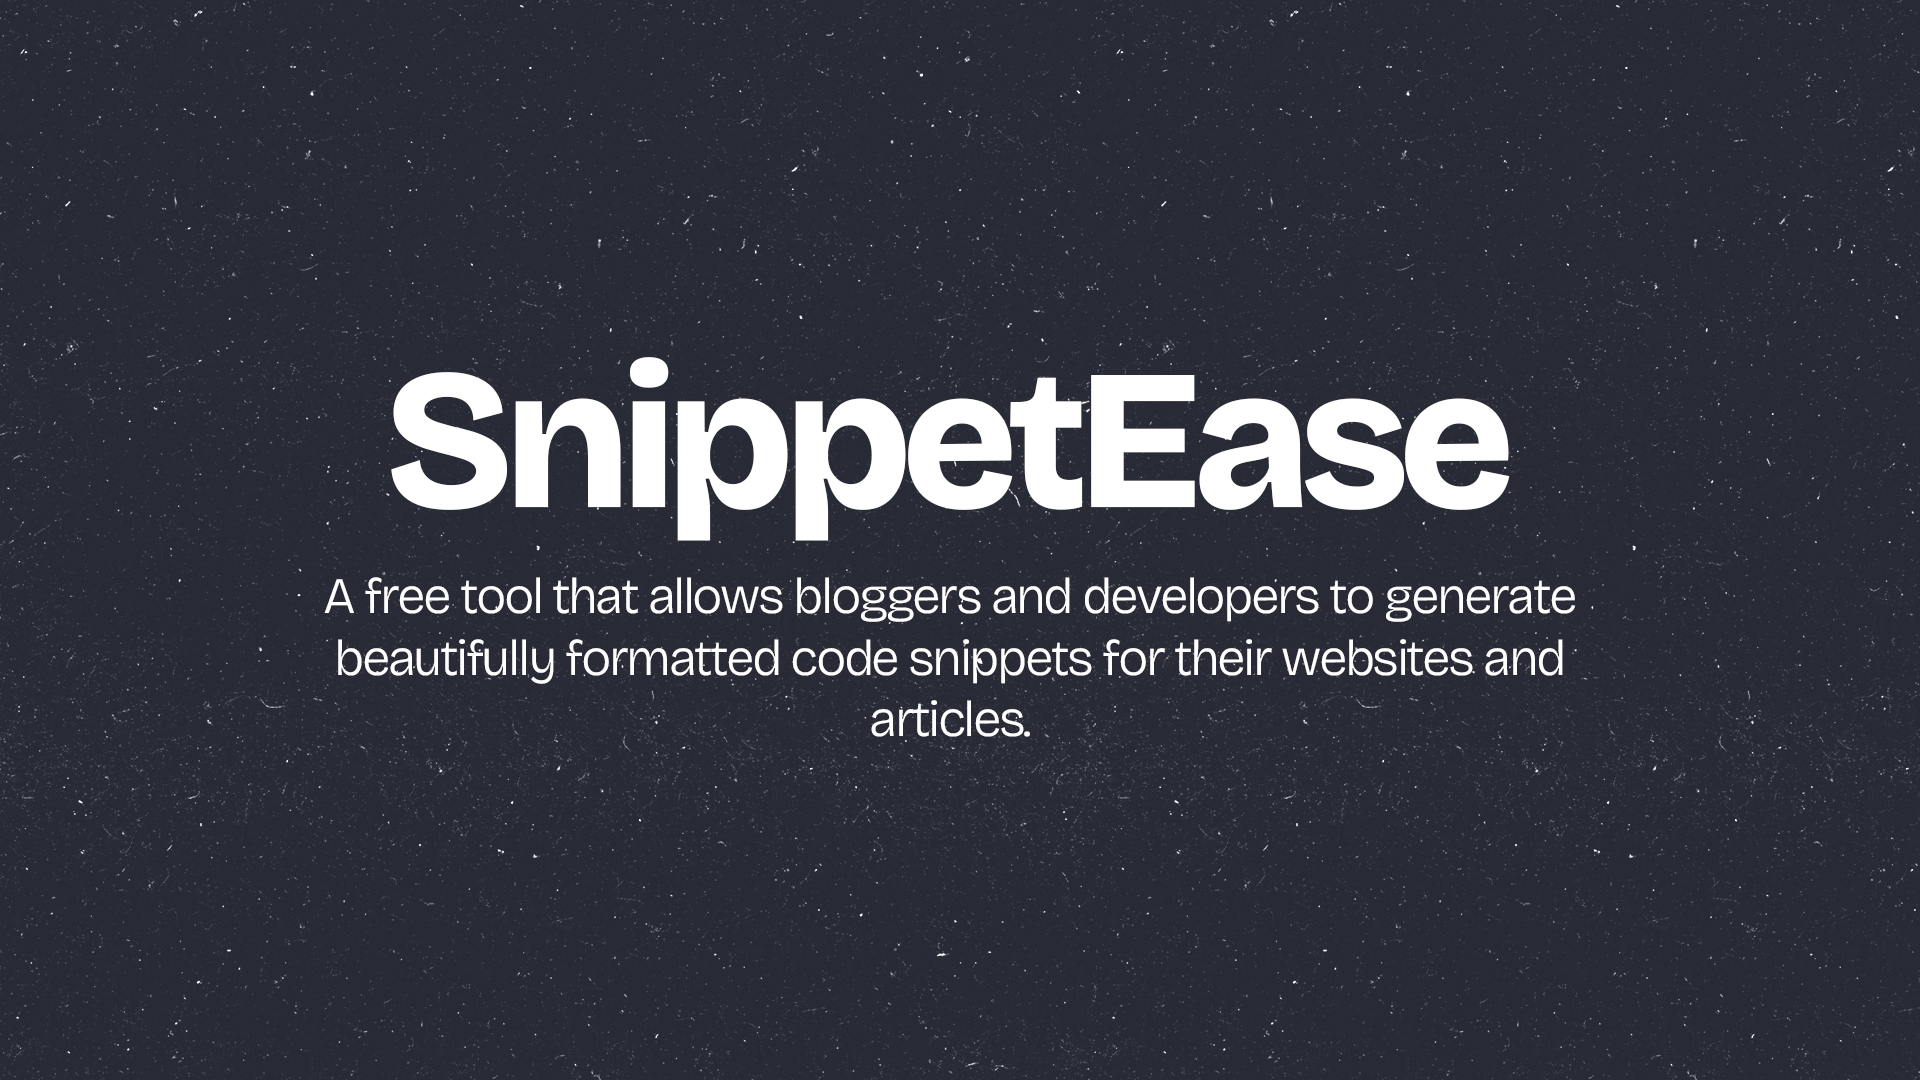 SnippetEase
A free tool that allows bloggers and developers to generate
beautifully formatted code snippets for their websites and
articles.